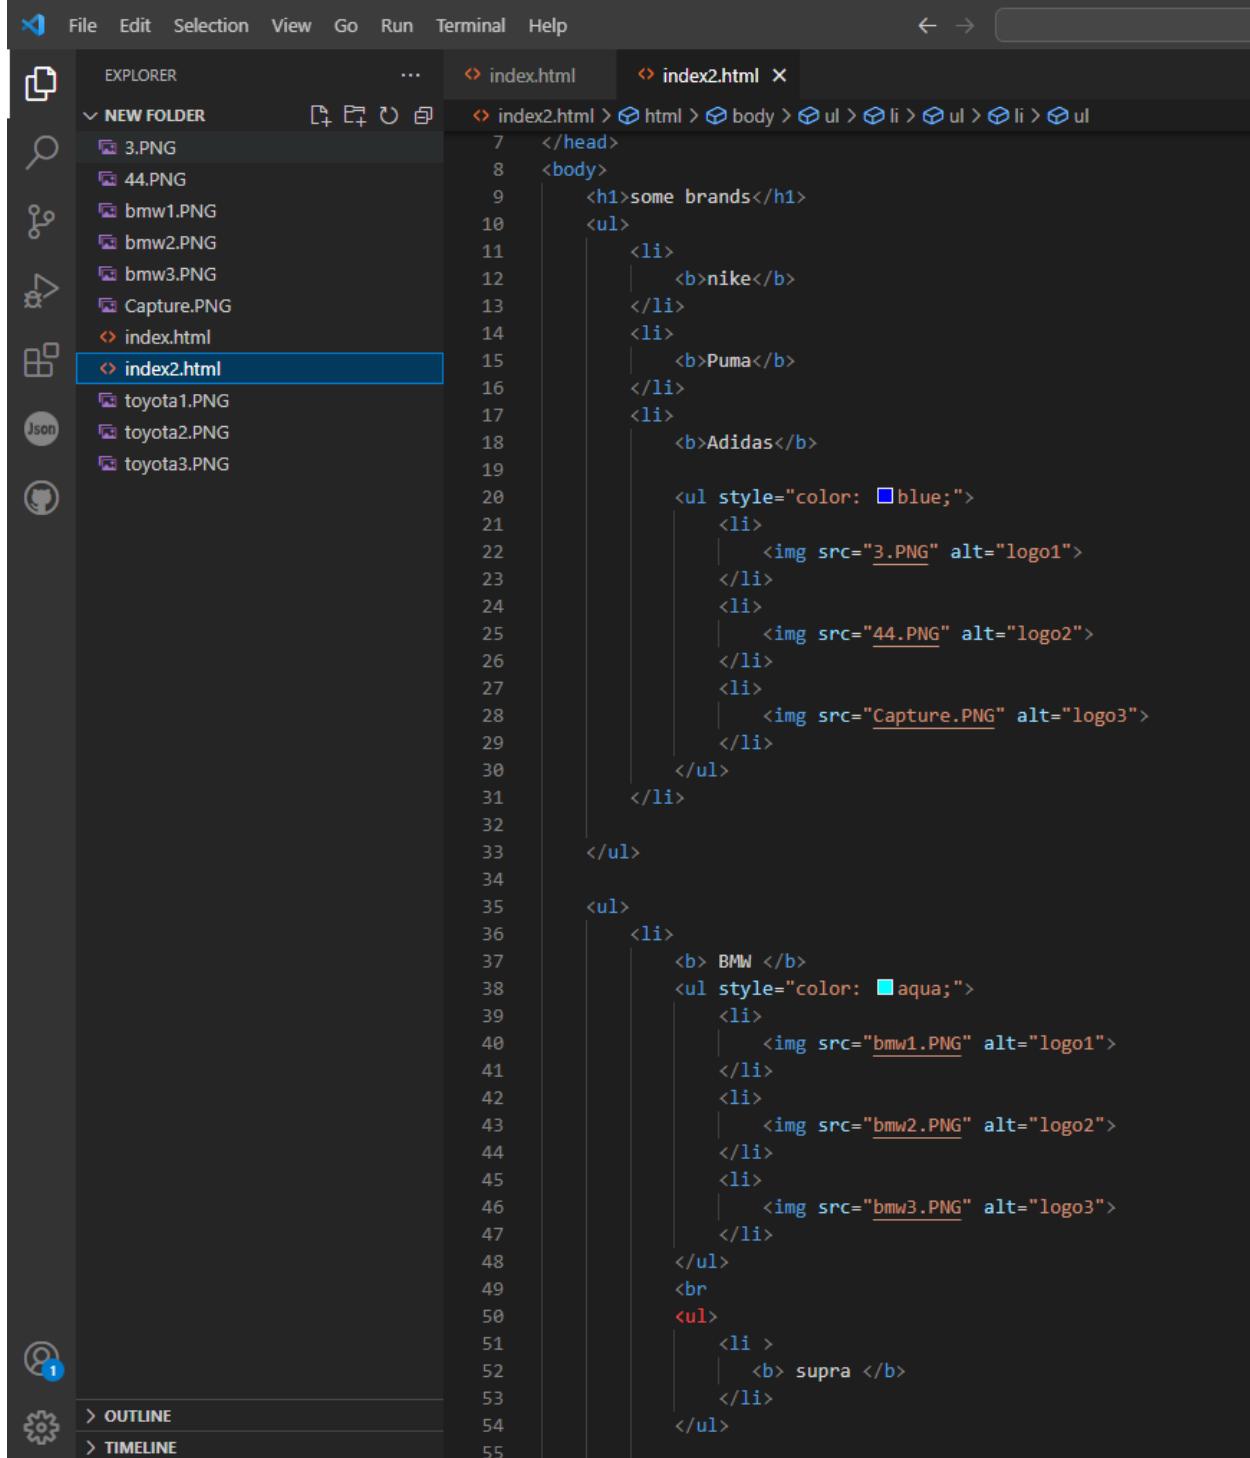 File Edit Selection View Go Run Terminal Help
EXPLORER
NEW FOLDER
3.PNG
44.PNG
bmw1.PNG
bmw2.PNG
bmw3.PNG
Capture.PNG
index.html
index2.html
toyota1.PNG
toyota2.PNG
toyota3.PNG
Json
1
OUTLINE
TIMELINE
index.html index2.html
index2.html > html > body > ul > li > ul > li > ul
7 </head>
8 <body>
9 <h1>some brands</h1>
10 <ul>
11 <li>
12 <b>nike</b>
13 </li>
14 <li>
15 <b>Puma</b>
16 </li>
17 <li>
18 <b>Adidas</b>
19
20 <ul style="color: blue;">
21 <li>
22 <img src="3.PNG" alt="logo1">
23 </li>
24 <li>
25 <img src="44.PNG" alt="logo2">
26 </li>
27 <li>
28 <img src="Capture.PNG" alt="logo3">
29 </li>
30 </ul>
31 </li>
32
33 </ul>
34
35 <ul>
36 <li>
37 <b> BMW </b>
38 <ul style="color: aqua;">
39 <li>
40 <img src="bmw1.PNG" alt="logo1">
41 </li>
42 <li>
43 <img src="bmw2.PNG" alt="logo2">
44 </li>
45 <li>
46 <img src="bmw3.PNG" alt="logo3">
47 </li>
48 </ul>
49 <br
50 <ul>
51 <li >
52 <b> supra </b>
53 </li>
54 </ul>
55